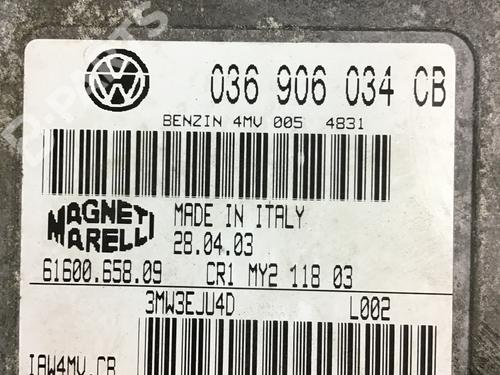 036 906 034 CB
BENZIN 4MV 005 4831
MAGNETI
MARELLI
MADE IN ITALY
28.04.03
61600.658.09 CR1 MY2 118 03
3MW3EJU4D L002
IAW4MV.CB